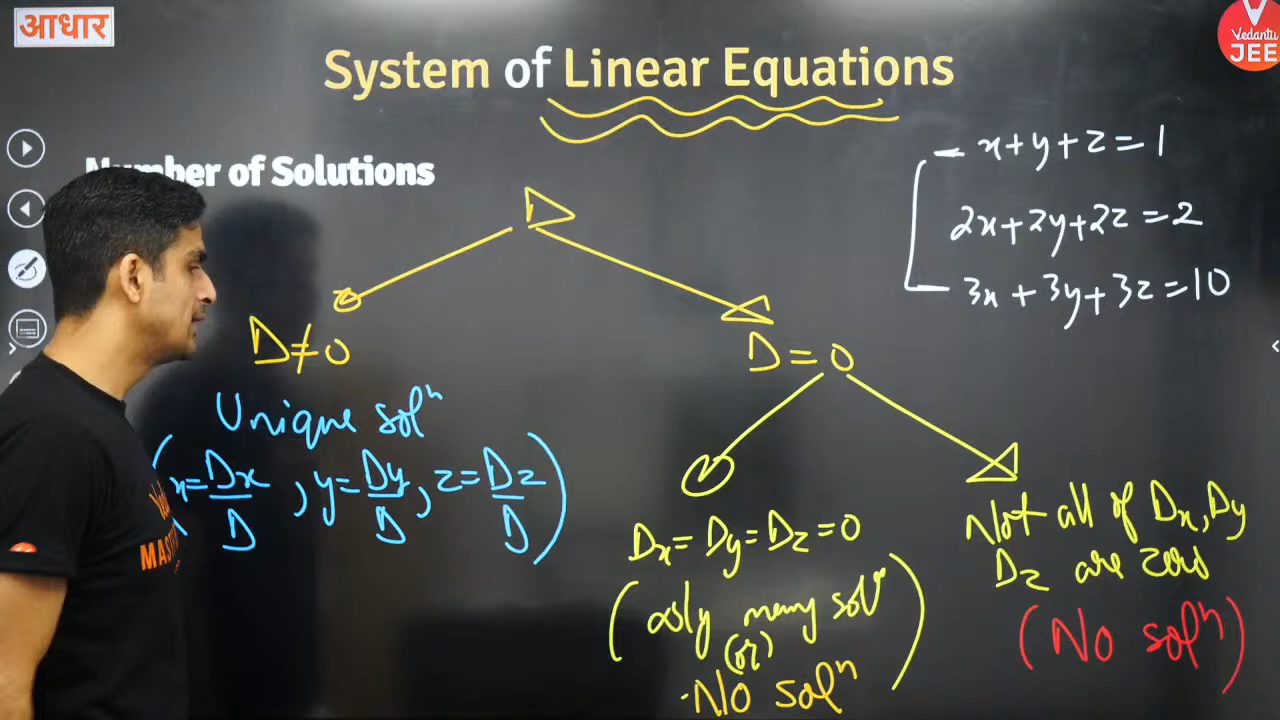 आधार
Vedantu
JEE
System of Linear Equations
Number of Solutions
x+y+z=1
2x+2y+2z=2
3x+3y+3z=10
D
D≠0
D=0
Unique solⁿ
(x=Dx/D, y=Dy/D, z=Dz/D)
Dx=Dy=Dz=0
(∞ly many solⁿ
(or)
No solⁿ)
Not all of Dx, Dy
Dz are zero
(No solⁿ)